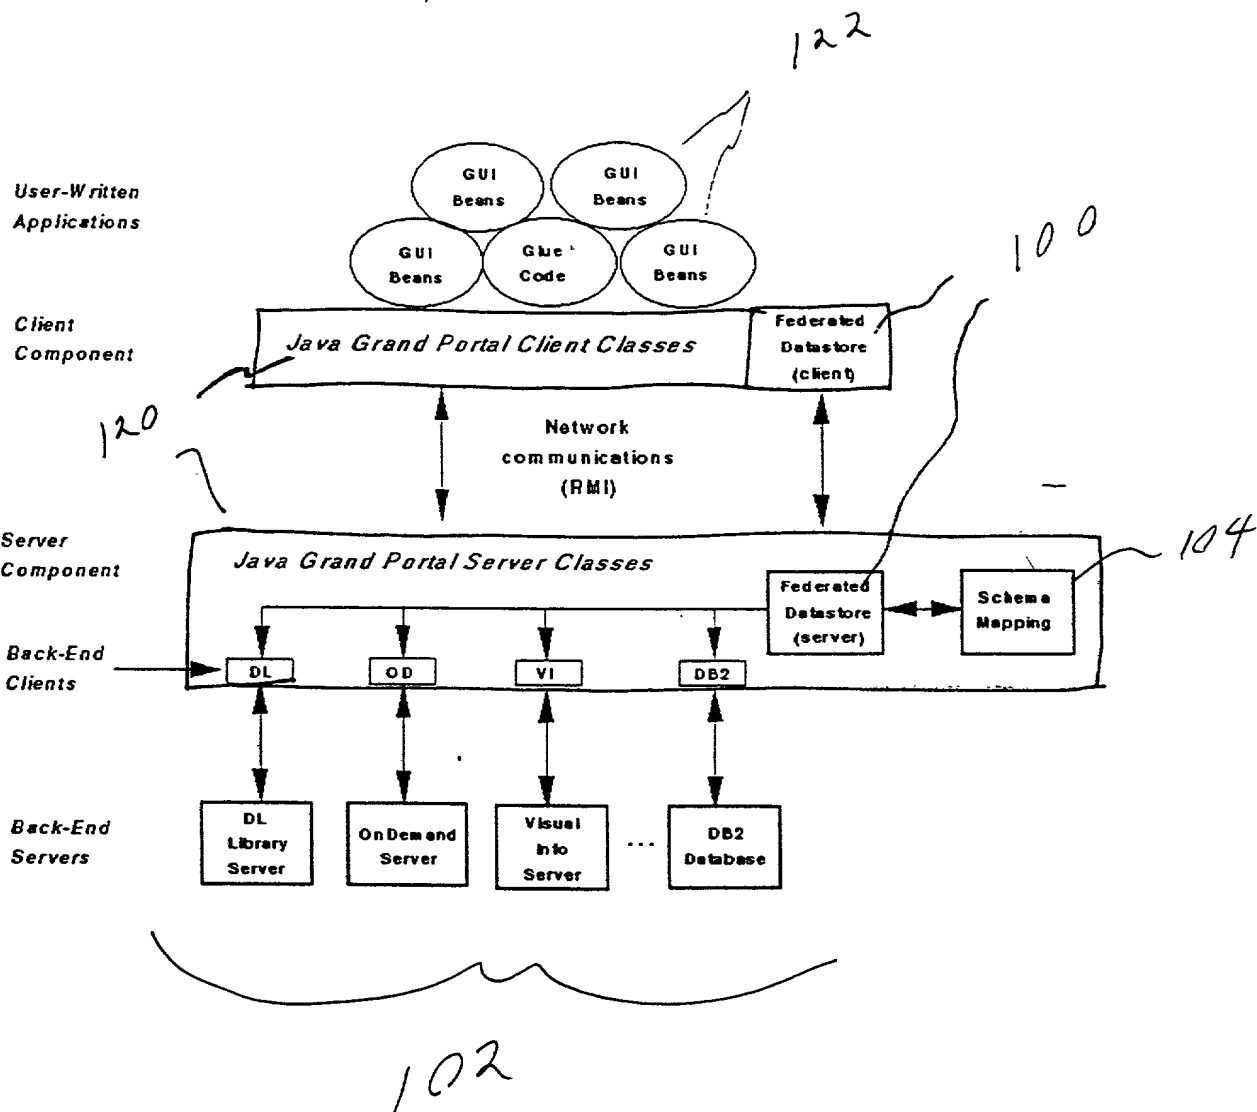 122
User-Written
Applications
GUI
Beans
GUI
Beans
GUI
Beans
Glue
Code
GUI
Beans
100
Client
Component
Java Grand Portal Client Classes
Federated
Datastore
(client)
120
Network
communications
(RMI)
Server
Component
Java Grand Portal Server Classes
104
Federated
Datastore
(server)
Schema
Mapping
Back-End
Clients
DL
OD
VI
DB2
Back-End
Servers
DL
Library
Server
OnDemand
Server
Visual
Info
Server
...
DB2
Database
102